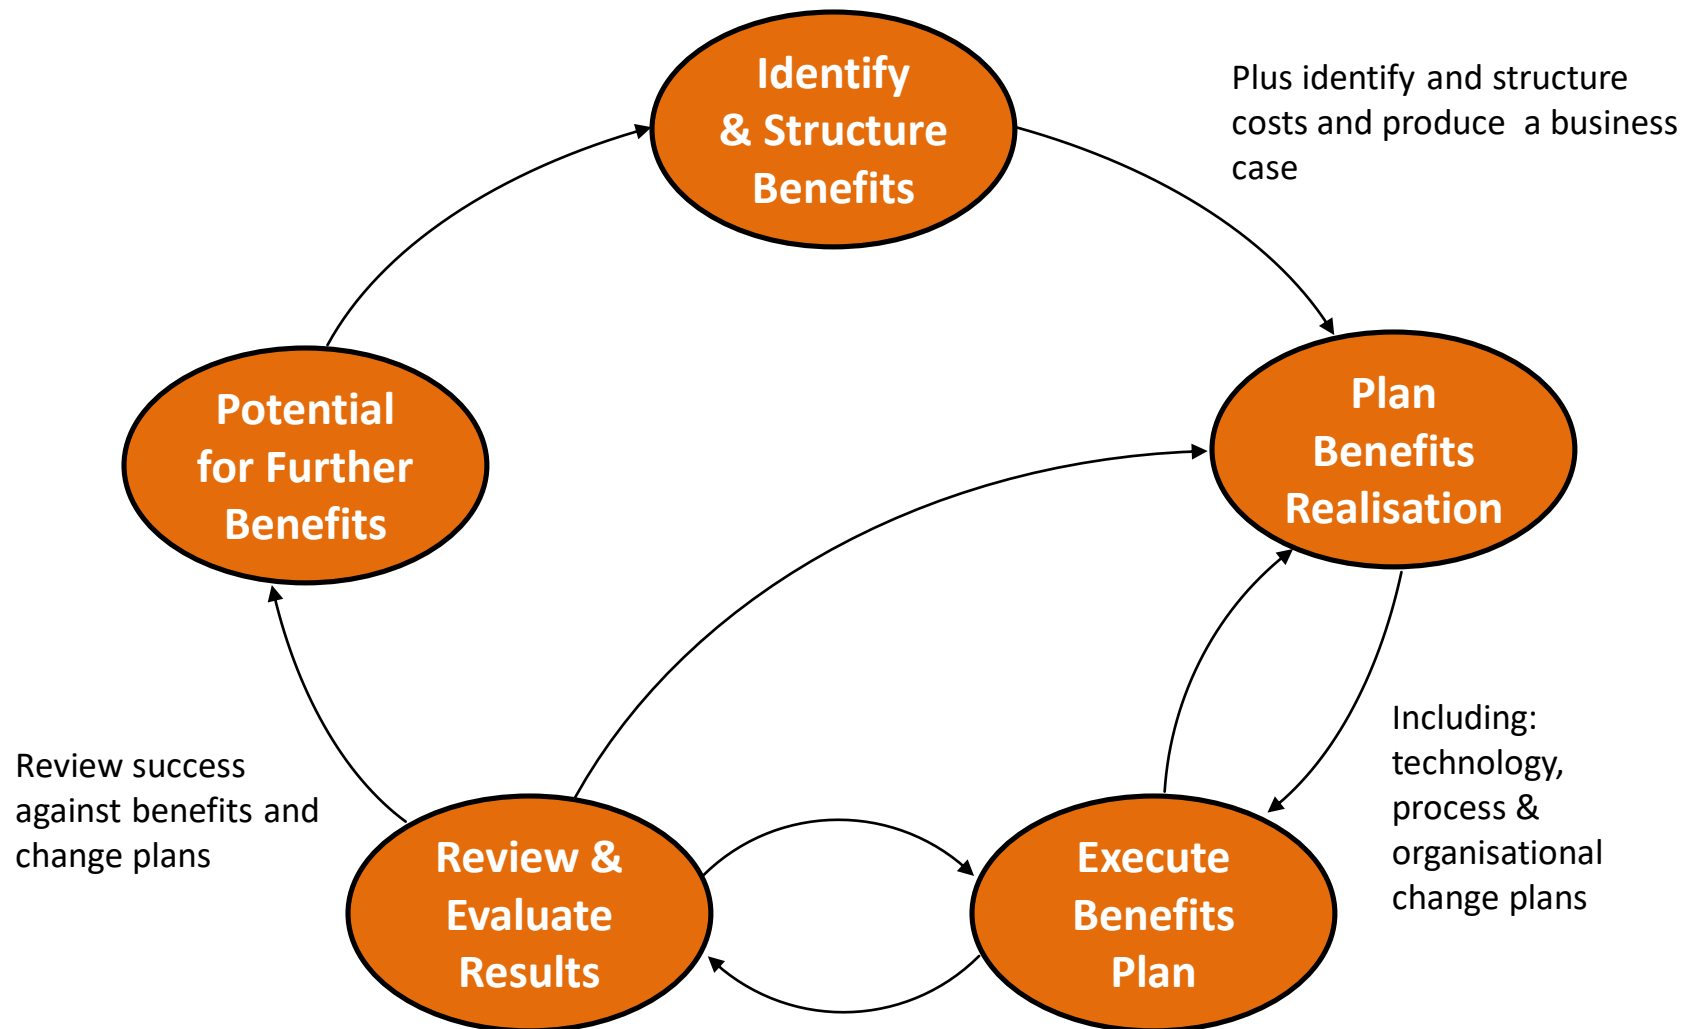 Identify
& Structure
Benefits
Plus identify and structure
costs and produce  a business
case
Plan
Benefits
Realisation
Potential
for Further
Benefits
Including:
technology,
process &
organisational
change plans
Execute
Benefits
Plan
Review &
Evaluate
Results
Review success
against benefits and
change plans